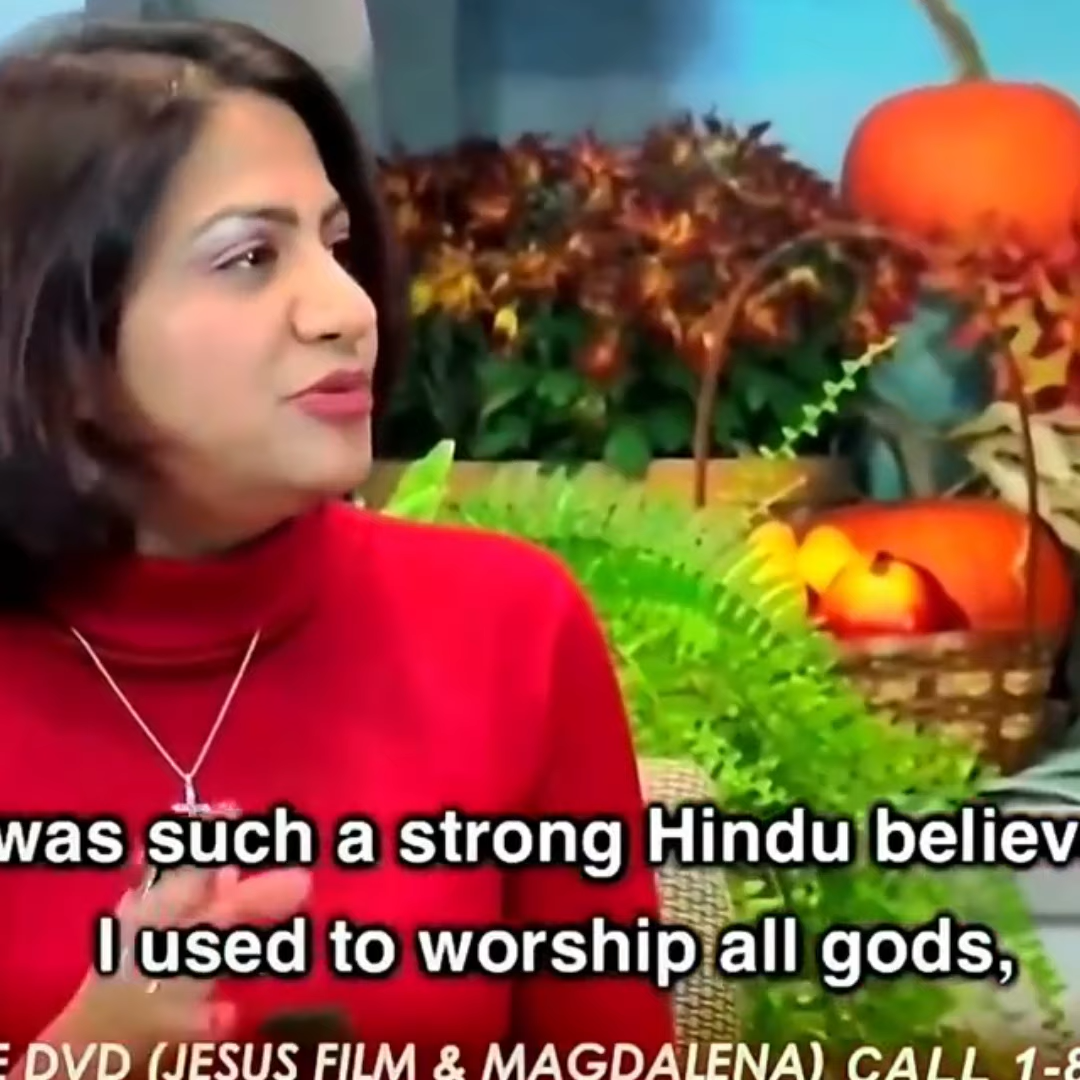 was such a strong Hindu believ
I used to worship all gods,
E DVD (JESUS FILM & MAGDALENA) CALL 1-8